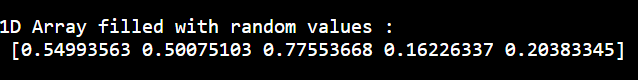 1D Array filled with random values :
[0.54993563 0.50075103 0.77553668 0.16226337 0.20383345]